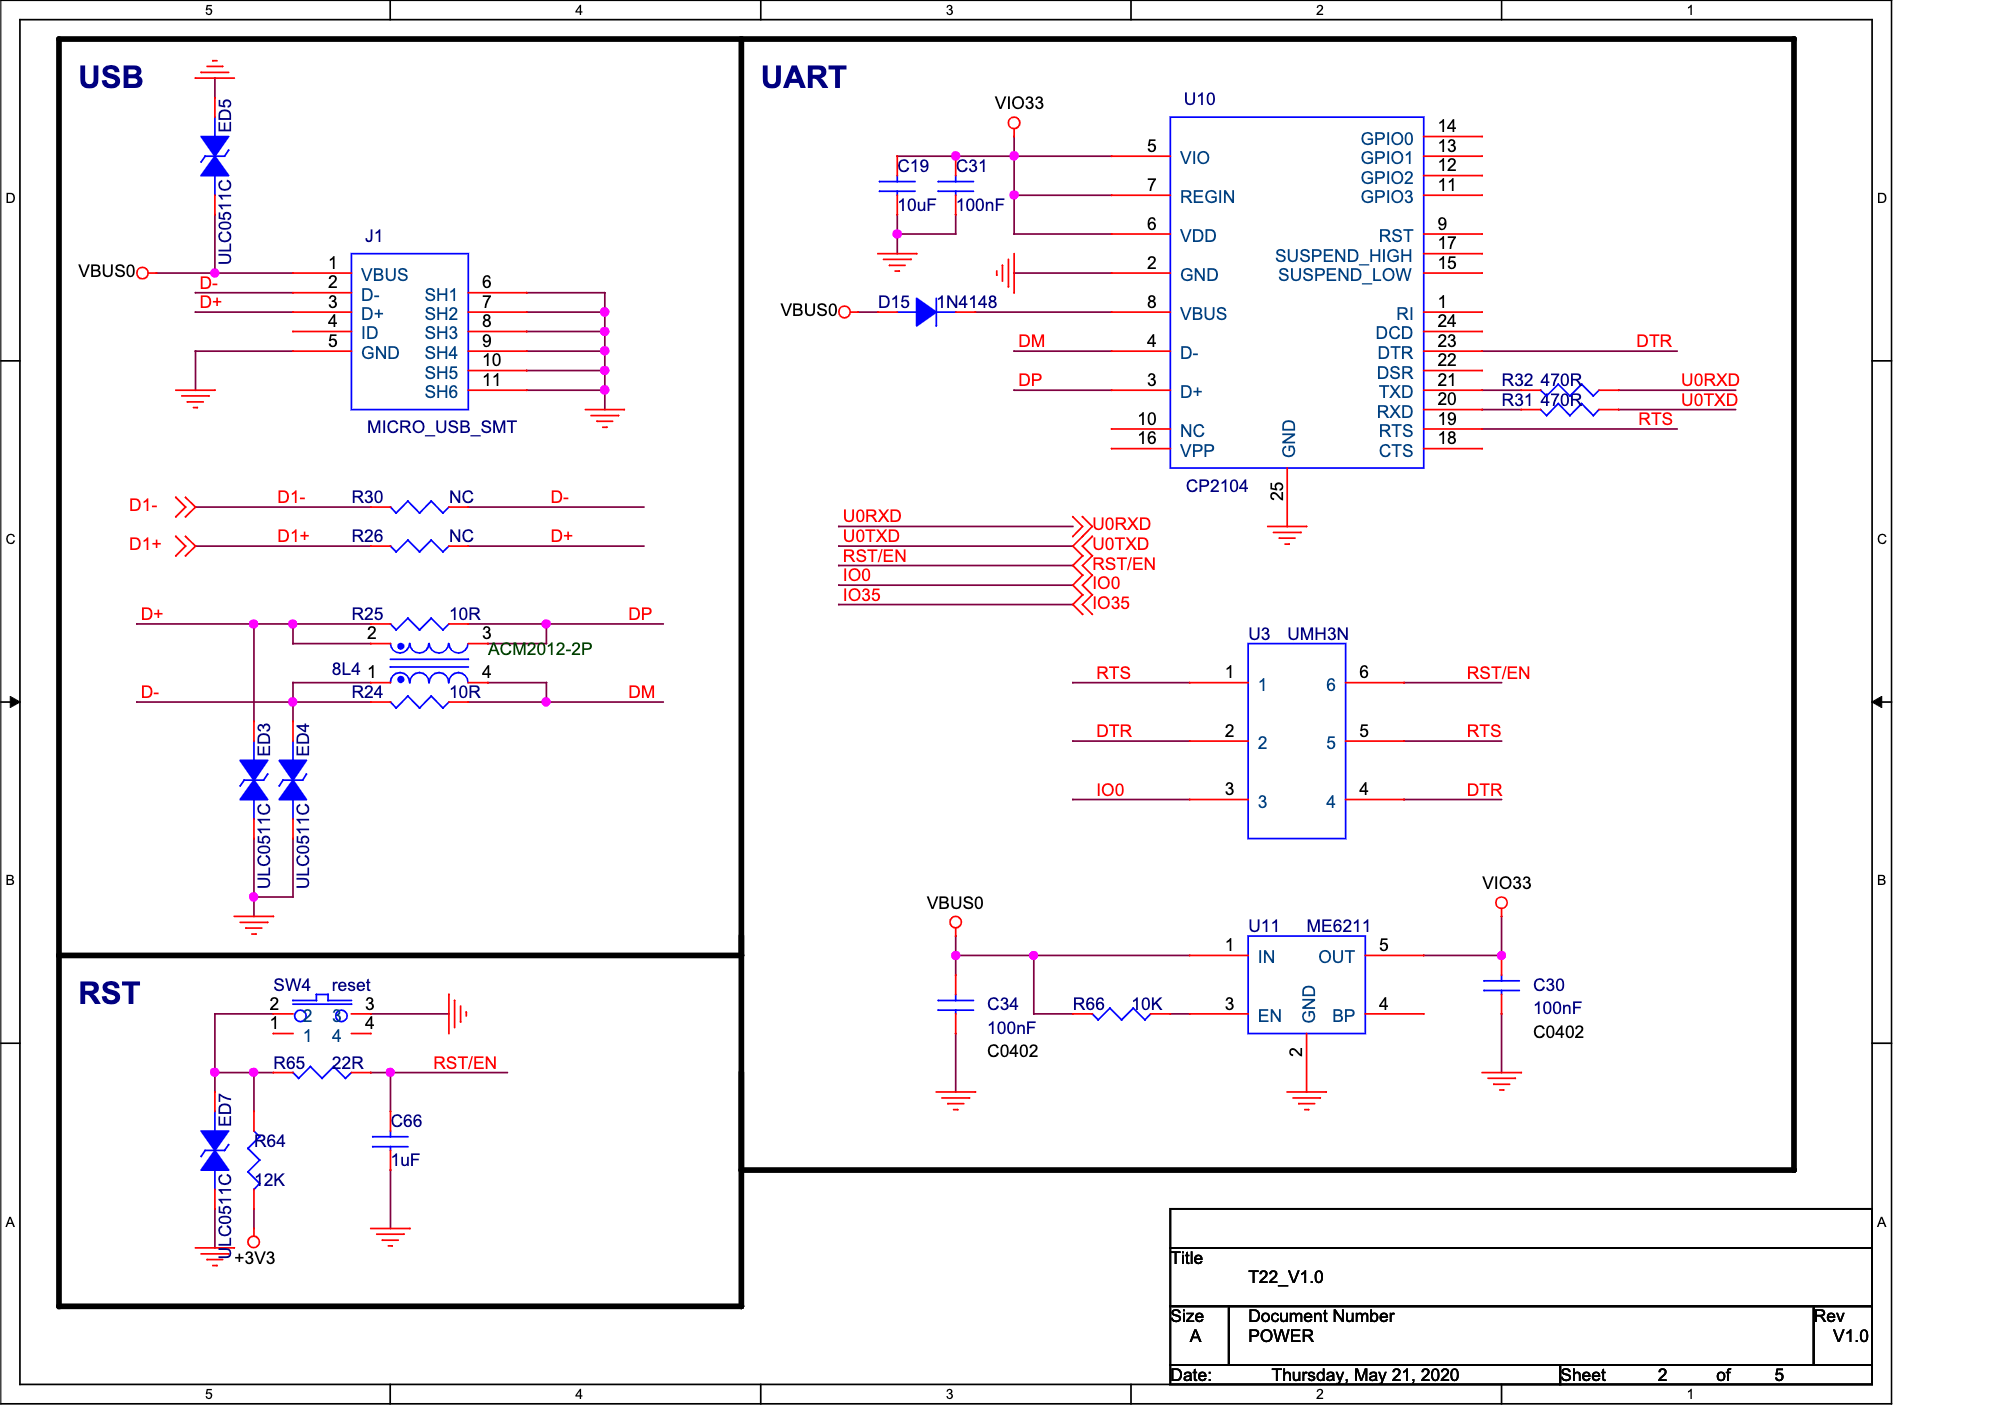 5 4 3 2 1
D
C
B
A
D
C
B
A
5 4 3 2 1
USB
ED5
ULC0511C
VBUS0
D-
D+
J1
1 VBUS
2 D-
3 D+
4 ID
5 GND
SH1 6
SH2 7
SH3 8
SH4 9
SH5 10
SH6 11
MICRO_USB_SMT
D1- D1- R30 NC D-
D1+ D1+ R26 NC D+
D+ R25 10R DP
2 3
ACM2012-2P
8L4 1 4
D- R24 10R DM
ED3
ULC0511C
ED4
ULC0511C
RST
SW4 reset
2 2 3 3
1 1 4 4
R65 22R RST/EN
ED7
ULC0511C
R64
12K
+3V3
C66
1uF
UART
VIO33
C19
10uF
C31
100nF
VBUS0 D15 1N4148
DM
DP
U10
5 VIO
7 REGIN
6 VDD
2 GND
8 VBUS
4 D-
3 D+
10 NC
16 VPP
GPIO0 14
GPIO1 13
GPIO2 12
GPIO3 11
RST 9
SUSPEND_HIGH 17
SUSPEND_LOW 15
RI 1
DCD 24
DTR 23
DSR 22
TXD 21
RXD 20
RTS 19
CTS 18
GND
25
CP2104
DTR
R32 470R U0RXD
R31 470R U0TXD
RTS
U0RXD U0RXD
U0TXD U0TXD
RST/EN RST/EN
IO0 IO0
IO35 IO35
U3 UMH3N
RTS 1 1 6 6 RST/EN
DTR 2 2 5 5 RTS
IO0 3 3 4 4 DTR
VBUS0
C34
100nF
C0402
R66 10K
U11 ME6211
1 IN OUT 5
3 EN GND BP 4
2
VIO33
C30
100nF
C0402
Title
T22_V1.0
Size Document Number Rev
A POWER V1.0
Date: Thursday, May 21, 2020 Sheet 2 of 5